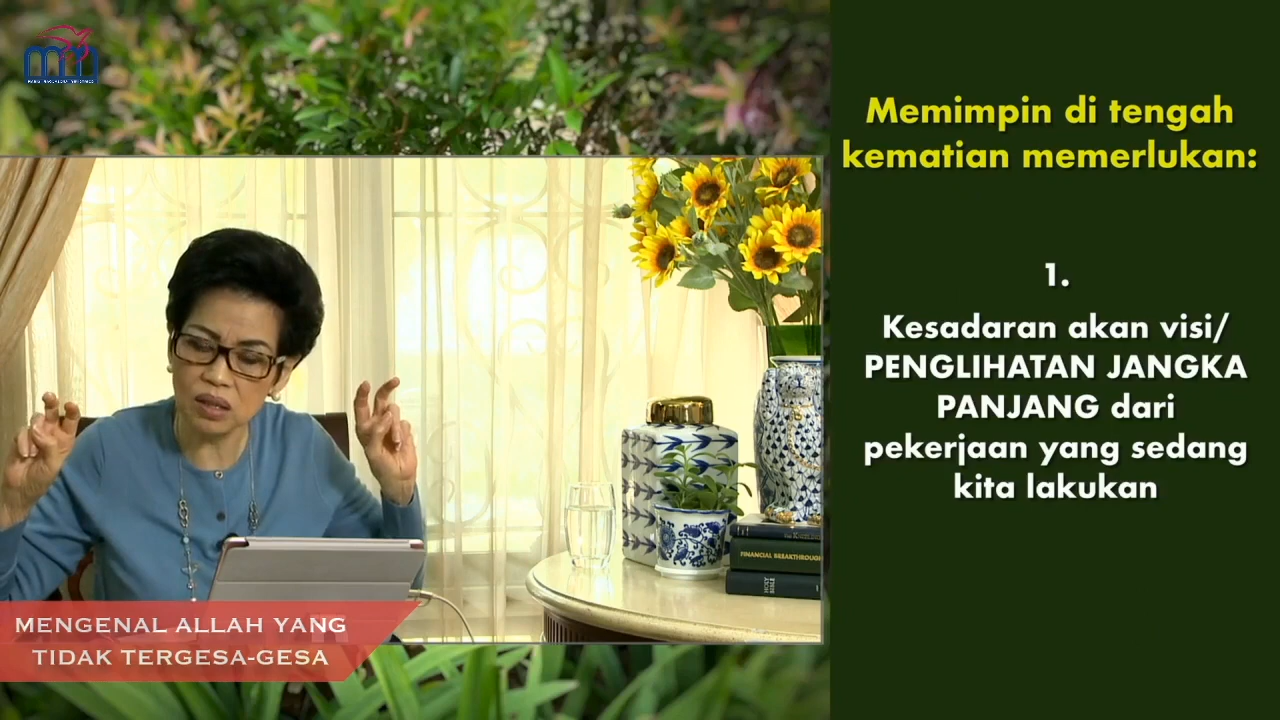 Memimpin di tengah
kematian memerlukan:
1.
Kesadaran akan visi/
PENGLIHATAN JANGKA
PANJANG dari
pekerjaan yang sedang
kita lakukan
FINANCIAL BREAKTHROUGH
HOLY
BIBLE
MENGENAL ALLAH YANG
TIDAK TERGESA-GESA